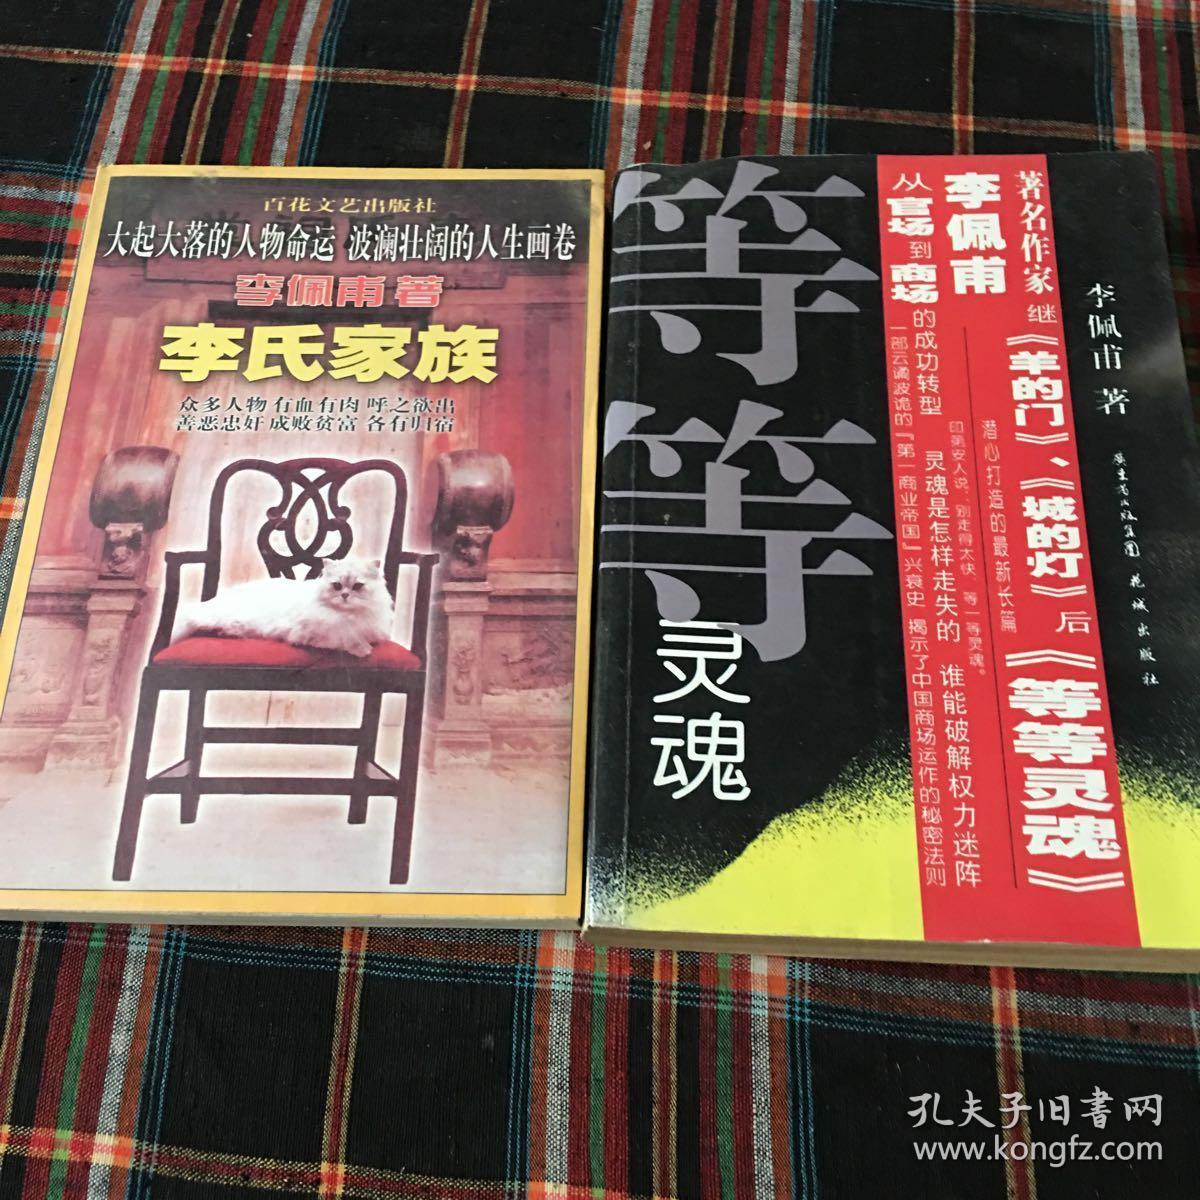 百花文艺出版社
大起大落的人物命运 波澜壮阔的人生画卷
李佩甫 著
李氏家族
众多人物 有血有肉 呼之欲出
善恶忠奸 成败贫富 各有归宿
等等
灵魂
李佩甫 著
广东省出版集团 花城出版社
著名作家 继《羊的门》、《城的灯》后《等等灵魂》
李佩甫
潜心打造的最新长篇
印第安人说：别走得太快，等一等灵魂。
从官场到商场的成功转型 灵魂是怎样走失的 谁能破解权力迷阵
一部云谲波诡的『第一商业帝国』兴衰史 揭示了中国商场运作的秘密法则
孔夫子旧书网
www.kongfz.com